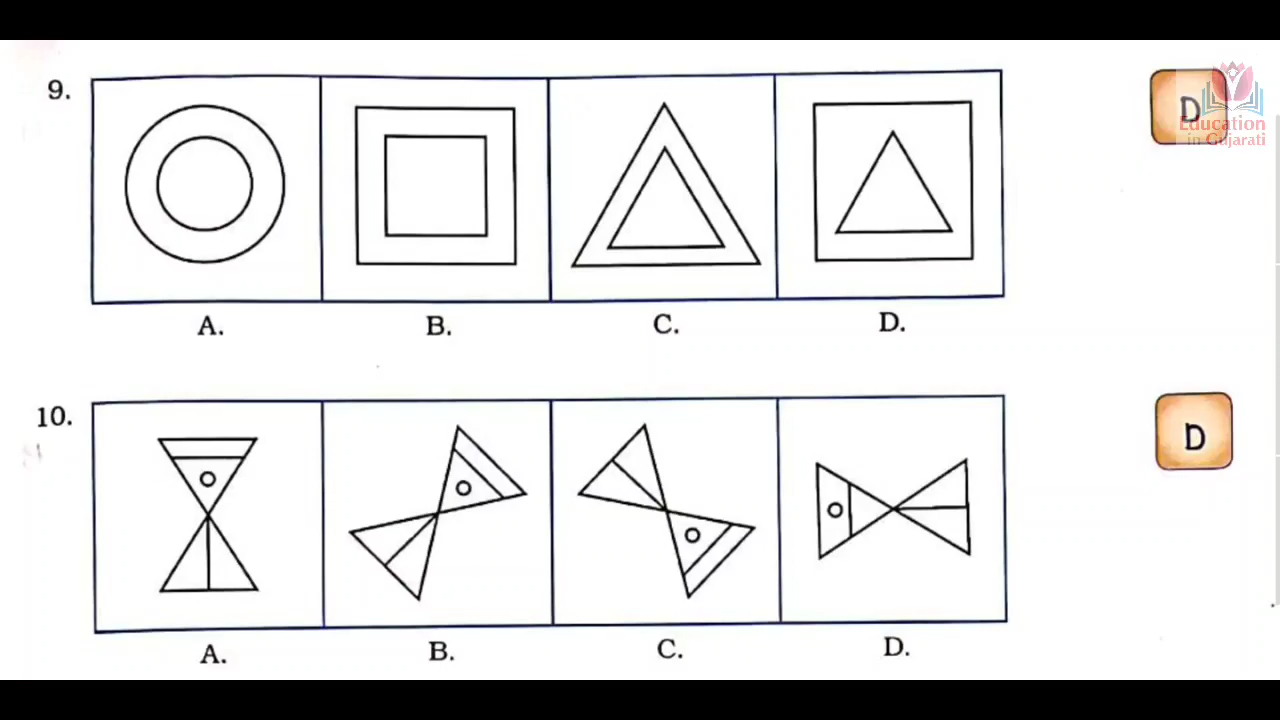 9.
D
Education
in Gujarati
A.
B.
C.
D.
10.
D
A.
B.
C.
D.